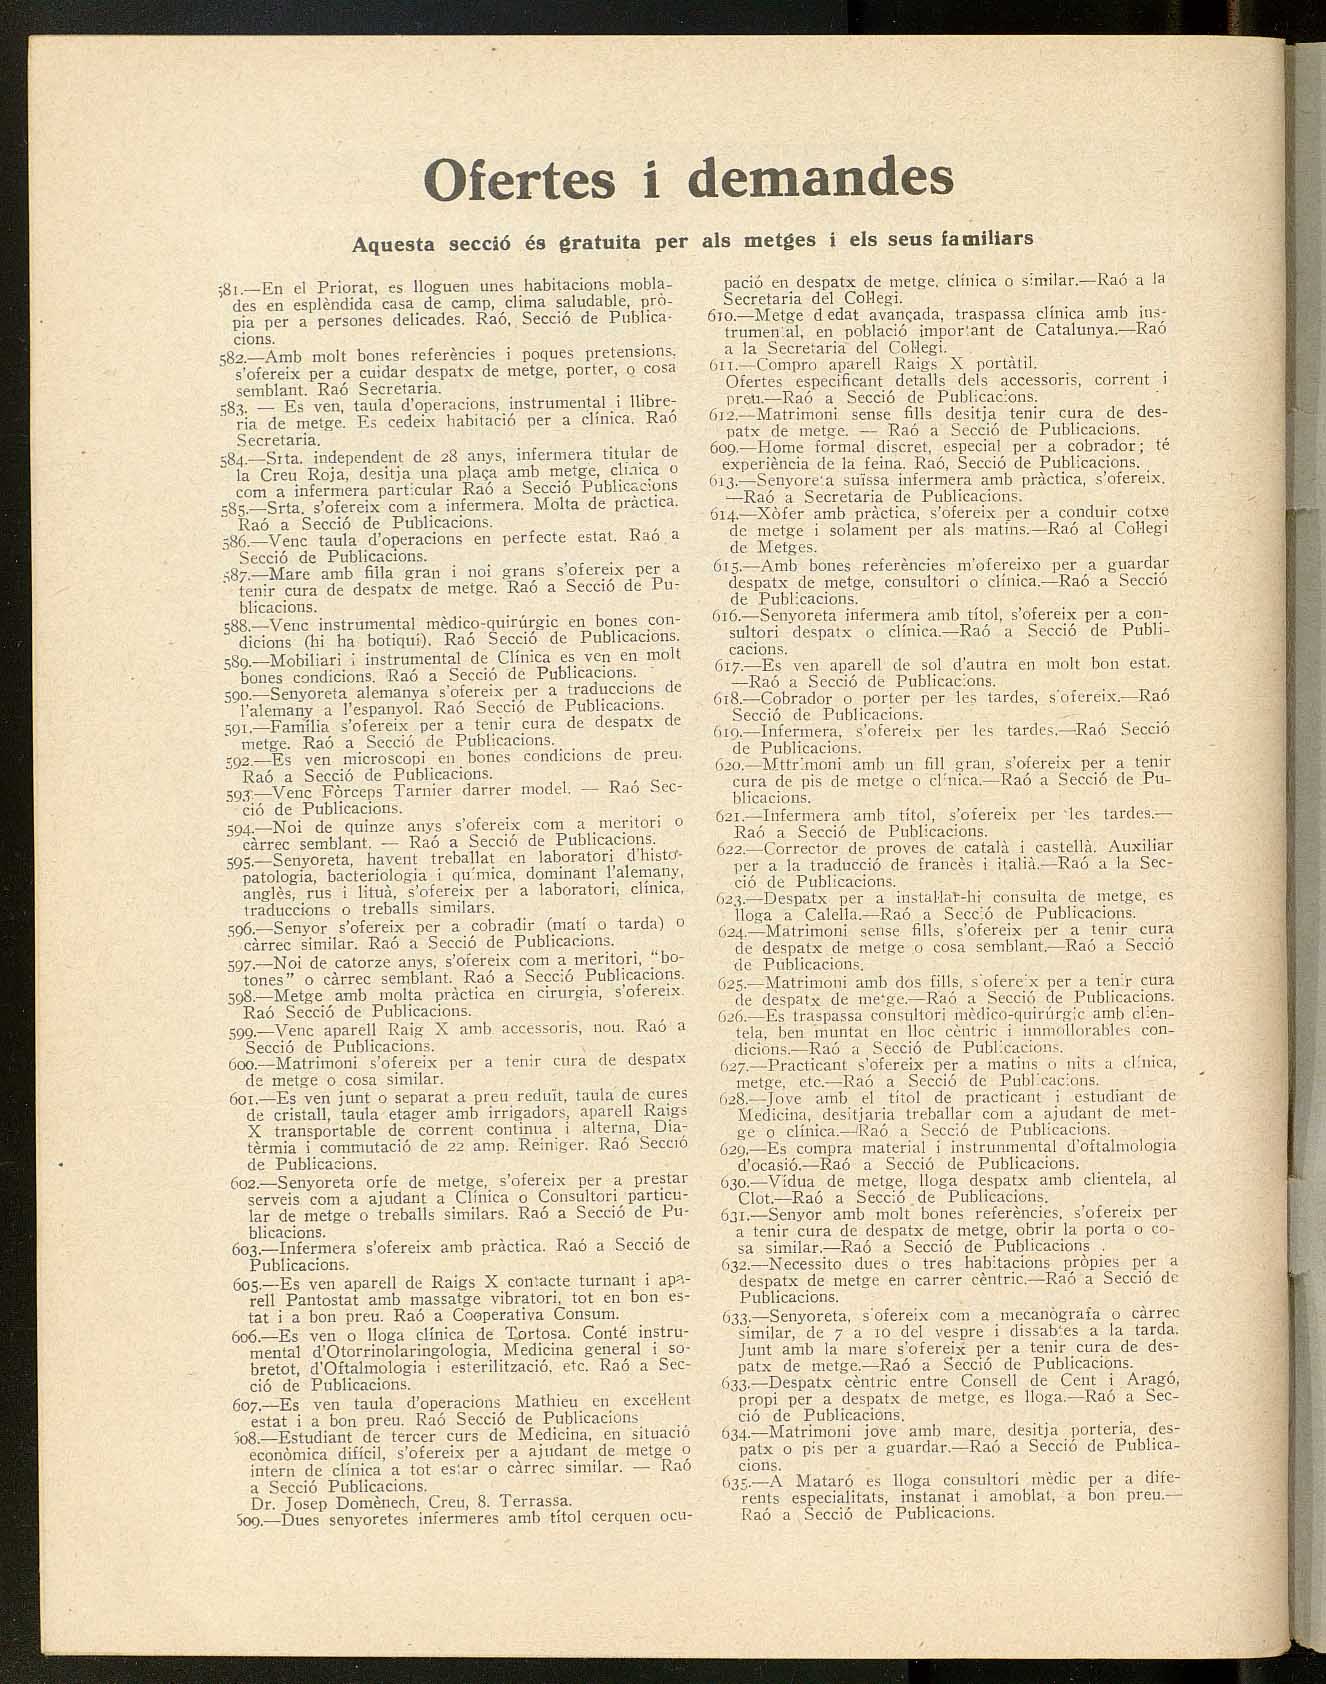 Ofertes i demandes
Aquesta secció és gratuita per als metges i els seus familiars
581.—En el Priorat, es lloguen unes habitacions mobla-
des en esplèndida casa de camp, clima saludable, prò-
pia per a persones delicades. Raó, Secció de Publica-
cions.
582.—Amb molt bones referències i poques pretensions,
s'ofereix per a cuidar despatx de metge, porter, o cosa
semblant. Raó Secretaria.
583. — Es ven, taula d'operacions, instrumental i llibre-
ria de metge. Es cedeix habitació per a clínica. Raó
Secretaria.
584.—Srta. independent de 28 anys, infermera titular de
la Creu Roja, desitja una plaça amb metge, clínica o
com a infermera particular Raó a Secció Publicacions
585.—Srta. s'ofereix com a infermera. Molta de pràctica.
Raó a Secció de Publicacions.
586.—Venc taula d'operacions en perfecte estat. Raó a
Secció de Publicacions.
587.—Mare amb filla gran i noi grans s'ofereix per a
tenir cura de despatx de metge. Raó a Secció de Pu-
blicacions.
588.—Venc instrumental mèdico-quirúrgic en bones con-
dicions (hi ha botiquí). Raó Secció de Publicacions.
589.—Mobiliari i instrumental de Clínica es ven en molt
bones condicions. Raó a Secció de Publicacions.
590.—Senyoreta alemanya s'ofereix per a traduccions de
l'alemany a l'espanyol. Raó Secció de Publicacions.
591.—Família s'ofereix per a tenir cura de despatx de
metge. Raó a Secció de Publicacions.
592.—Es ven microscopi en bones condicions de preu.
Raó a Secció de Publicacions.
593.—Venc Fòrceps Tarnier darrer model. — Raó Sec-
ció de Publicacions.
594.—Noi de quinze anys s'ofereix com a meritori o
càrrec semblant. — Raó a Secció de Publicacions.
595.—Senyoreta, havent treballat en laboratori d'histo-
patologia, bacteriologia i química, dominant l'alemany,
anglès, rus i lituà, s'ofereix per a laboratori, clínica,
traduccions o treballs similars.
596.—Senyor s'ofereix per a cobradir (matí o tarda) o
càrrec similar. Raó a Secció de Publicacions.
597.—Noi de catorze anys, s'ofereix com a meritori, "bo-
tones" o càrrec semblant. Raó a Secció Publicacions.
598.—Metge amb molta pràctica en cirurgia, s'ofereix.
Raó Secció de Publicacions.
599.—Venc aparell Raig X amb accessoris, nou. Raó a
Secció de Publicacions.
600.—Matrimoni s'ofereix per a tenir cura de despatx
de metge o cosa similar.
601.—Es ven junt o separat a preu reduït, taula de cures
de cristall, taula etager amb irrigadors, aparell Raigs
X transportable de corrent continua i alterna, Dia-
tèrmia i commutació de 22 amp. Reiniger. Raó Secció
de Publicacions.
602.—Senyoreta orfe de metge, s'ofereix per a prestar
serveis com a ajudant a Clínica o Consultori particu-
lar de metge o treballs similars. Raó a Secció de Pu-
blicacions.
603.—Infermera s'ofereix amb pràctica. Raó a Secció de
Publicacions.
605.—Es ven aparell de Raigs X contacte turnant i apa-
rell Pantostat amb massatge vibratori, tot en bon es-
tat i a bon preu. Raó a Cooperativa Consum.
606.—Es ven o lloga clínica de Tortosa. Conté instru-
mental d'Otorrinolaringologia, Medicina general i so-
bretot, d'Oftalmologia i esterilització, etc. Raó a Sec-
ció de Publicacions.
607.—Es ven taula d'operacions Mathieu en excel·lent
estat i a bon preu. Raó Secció de Publicacions
508.—Estudiant de tercer curs de Medicina, en situació
econòmica difícil, s'ofereix per a ajudant de metge o
intern de clínica a tot estar o càrrec similar. — Raó
a Secció Publicacions.
Dr. Josep Domènech, Creu, 8. Terrassa.
509.—Dues senyoretes infermeres amb títol cerquen ocu-
pació en despatx de metge, clínica o similar.—Raó a la
Secretaria del Col·legi.
610.—Metge d edat avançada, traspassa clínica amb ins-
trumental, en població important de Catalunya.—Raó
a la Secretaria del Col·legi.
611.—Compro aparell Raigs X portàtil.
Ofertes especificant detalls dels accessoris, corrent i
preu.—Raó a Secció de Publicacions.
612.—Matrimoni sense fills desitja tenir cura de des-
patx de metge. — Raó a Secció de Publicacions.
609.—Home formal discret, especial per a cobrador; té
experiència de la feina. Raó, Secció de Publicacions.
613.—Senyoreta suïssa infermera amb pràctica, s'ofereix.
—Raó a Secretaria de Publicacions.
614.—Xòfer amb pràctica, s'ofereix per a conduir cotxe
de metge i solament per als matins.—Raó al Col·legi
de Metges.
615.—Amb bones referències m'ofereixo per a guardar
despatx de metge, consultori o clínica.—Raó a Secció
de Publicacions.
616.—Senyoreta infermera amb títol, s'ofereix per a con-
sultori despatx o clínica.—Raó a Secció de Publi-
cacions.
617.—Es ven aparell de sol d'autra en molt bon estat.
—Raó a Secció de Publicacions.
618.—Cobrador o porter per les tardes, s'ofereix.—Raó
Secció de Publicacions.
619.—Infermera, s'ofereix per les tardes.—Raó Secció
de Publicacions.
620.—Mttrimoni amb un fill gran, s'ofereix per a tenir
cura de pis de metge o clínica.—Raó a Secció de Pu-
blicacions.
621.—Infermera amb títol, s'ofereix per les tardes.—
Raó a Secció de Publicacions.
622.—Corrector de proves de català i castellà. Auxiliar
per a la traducció de francès i italià.—Raó a la Sec-
ció de Publicacions.
623.—Despatx per a instal·lar-hi consulta de metge, es
lloga a Calella.—Raó a Secció de Publicacions.
624.—Matrimoni sense fills, s'ofereix per a tenir cura
de despatx de metge o cosa semblant.—Raó a Secció
de Publicacions.
625.—Matrimoni amb dos fills, s'ofereix per a tenir cura
de despatx de metge.—Raó a Secció de Publicacions.
626.—Es traspassa consultori mèdico-quirúrgic amb clien-
tela, ben muntat en lloc cèntric i immollorables con-
dicions.—Raó a Secció de Publicacions.
627.—Practicant s'ofereix per a matins o nits a clínica,
metge, etc.—Raó a Secció de Publicacions.
628.—Jove amb el títol de practicant i estudiant de
Medicina, desitjaria treballar com a ajudant de met-
ge o clínica.—Raó a Secció de Publicacions.
629.—Es compra material i instrunmental d'oftalmologia
d'ocasió.—Raó a Secció de Publicacions.
630.—Vídua de metge, lloga despatx amb clientela, al
Clot.—Raó a Secció de Publicacions.
631.—Senyor amb molt bones referències, s'ofereix per
a tenir cura de despatx de metge, obrir la porta o co-
sa similar.—Raó a Secció de Publicacions .
632.—Necessito dues o tres habitacions pròpies per a
despatx de metge en carrer cèntric.—Raó a Secció de
Publicacions.
633.—Senyoreta, s'ofereix com a mecanògrafa o càrrec
similar, de 7 a 10 del vespre i dissabtes a la tarda.
Junt amb la mare s'ofereix per a tenir cura de des-
patx de metge.—Raó a Secció de Publicacions.
633.—Despatx cèntric entre Consell de Cent i Aragó,
propi per a despatx de metge, es lloga.—Raó a Sec-
ció de Publicacions.
634.—Matrimoni jove amb mare, desitja porteria, des-
patx o pis per a guardar.—Raó a Secció de Publica-
cions.
635.—A Mataró es lloga consultori mèdic per a dife-
rents especialitats, instanat i amoblat, a bon preu.—
Raó a Secció de Publicacions.